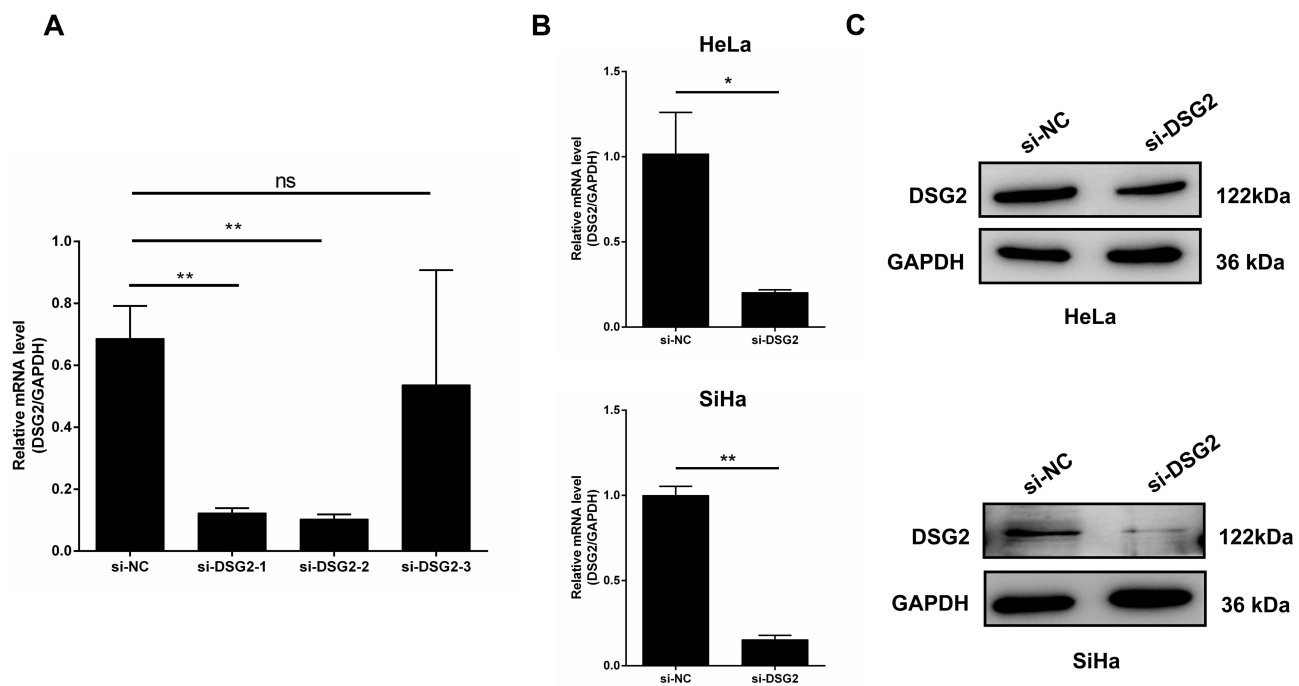 A
ns
**
**
Relative mRNA level
(DSG2/GAPDH)
1.0
0.8
0.6
0.4
0.2
0.0
si-NC si-DSG2-1 si-DSG2-2 si-DSG2-3
B
HeLa
*
Relative mRNA level
(DSG2/GAPDH)
1.5
1.0
0.5
0.0
si-NC si-DSG2
SiHa
**
Relative mRNA level
(DSG2/GAPDH)
1.5
1.0
0.5
0.0
si-NC si-DSG2
C
si-NC si-DSG2
DSG2 122kDa
GAPDH 36 kDa
HeLa
si-NC si-DSG2
DSG2 122kDa
GAPDH 36 kDa
SiHa